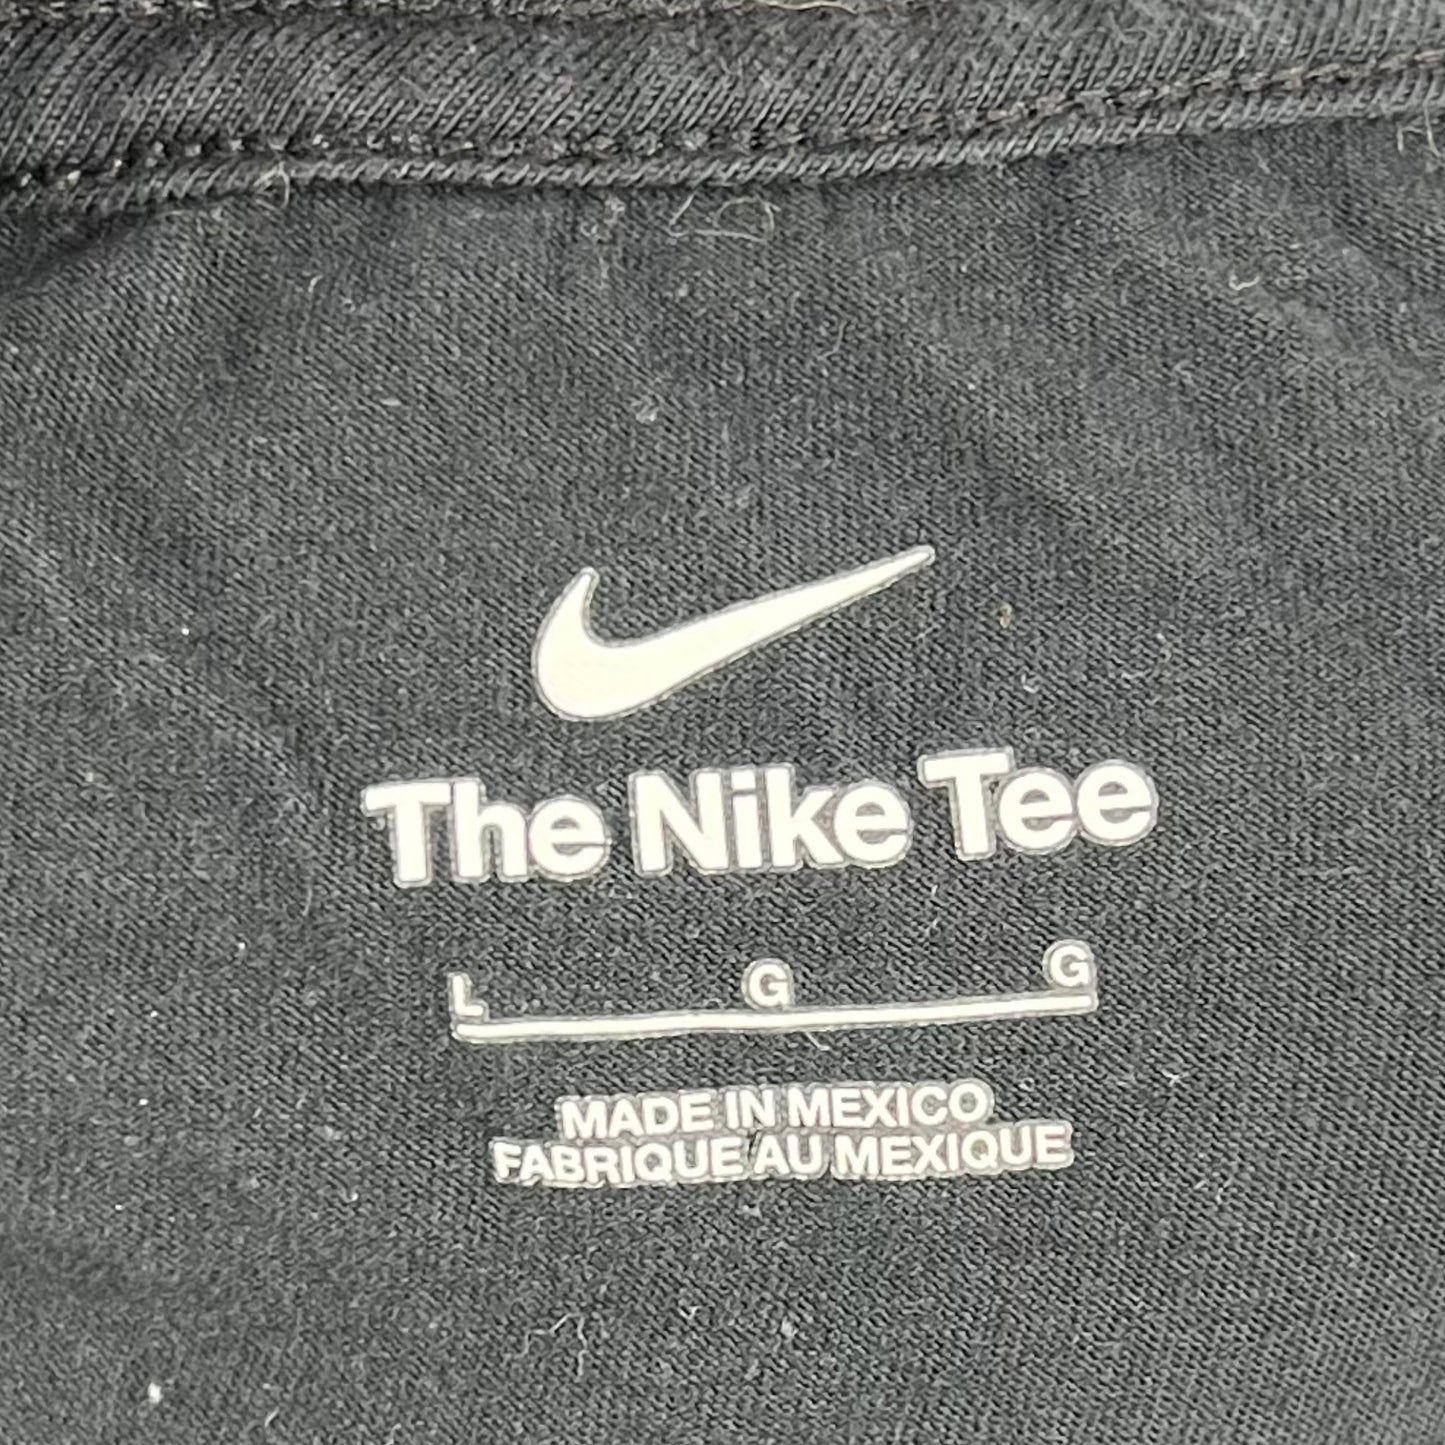 The Nike Tee
L G G
MADE IN MEXICO
FABRIQUE AU MEXIQUE